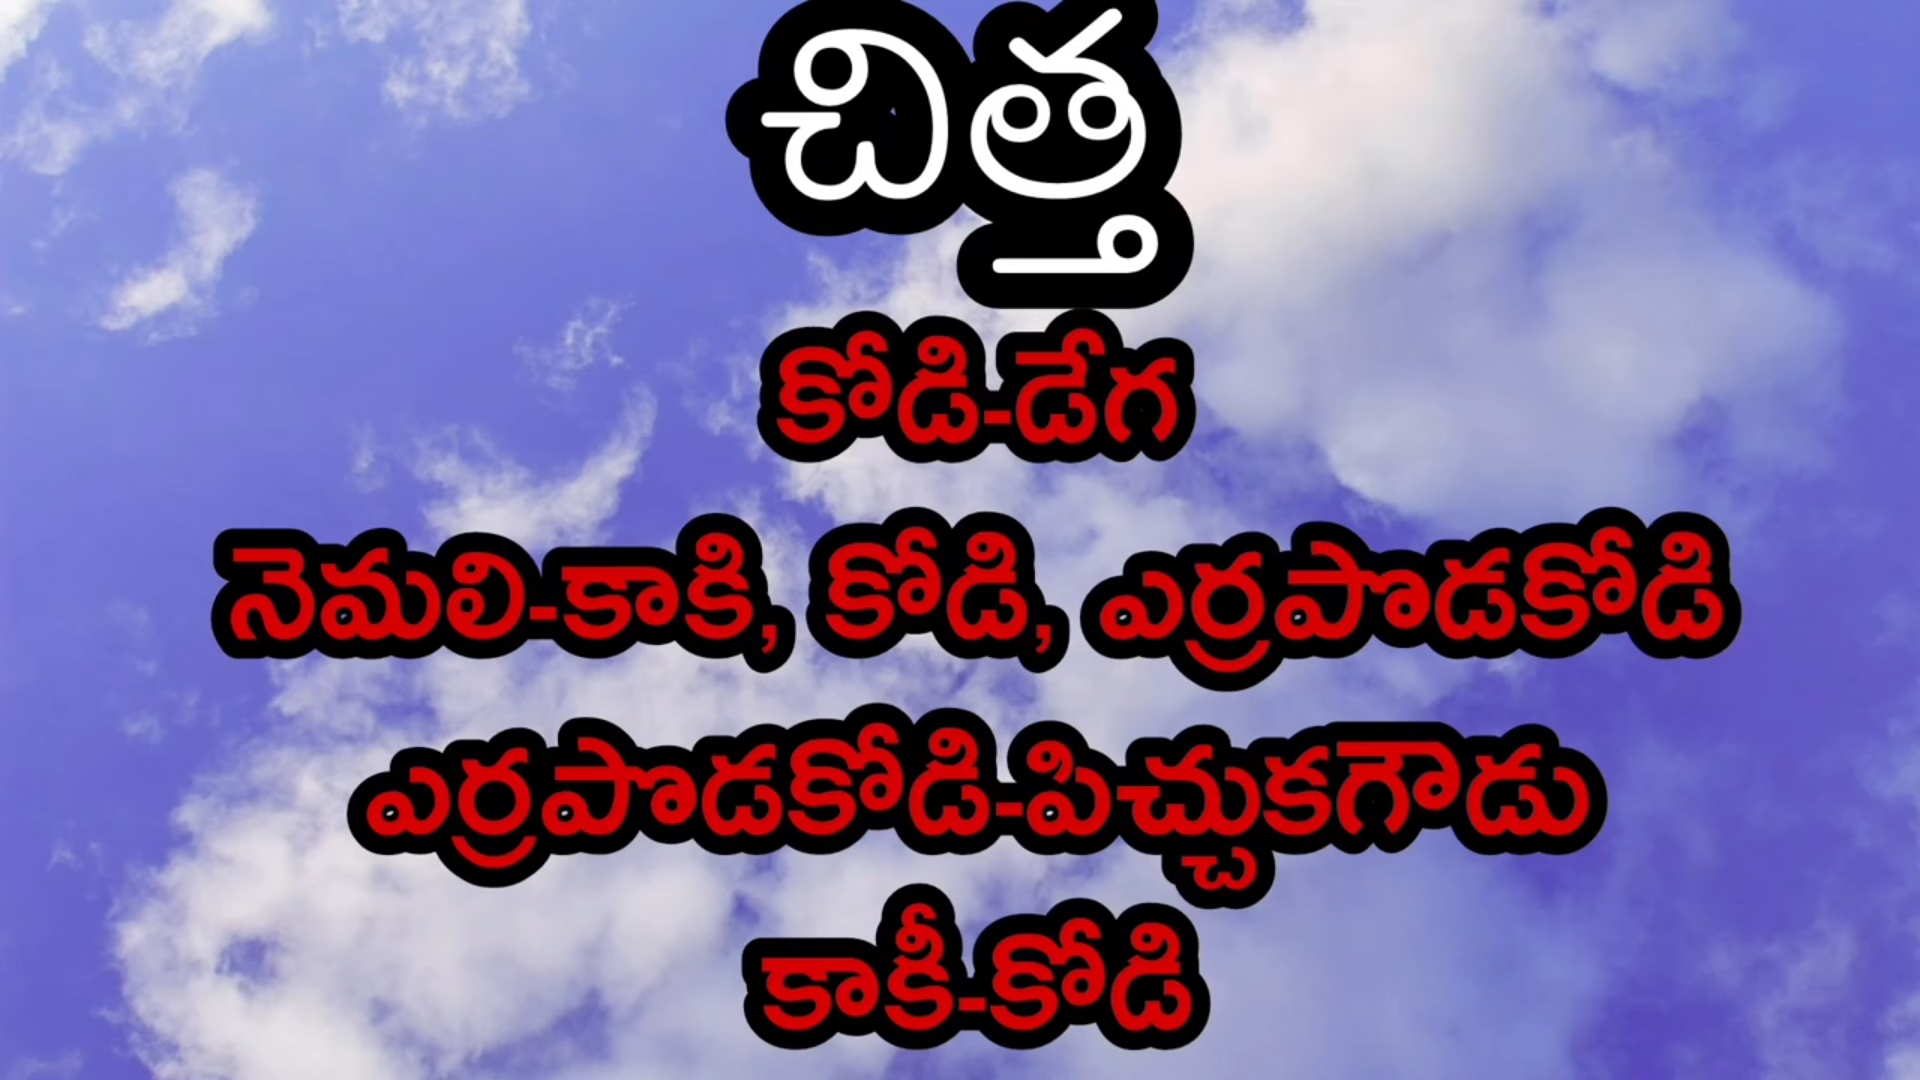 చిత్త
కోడి-డేగ
నెమలి-కాకి, కోడి, ఎర్రపొడకోడి
ఎర్రపొడకోడి-పిచ్చుకగౌడు
కాకీ-కోడి